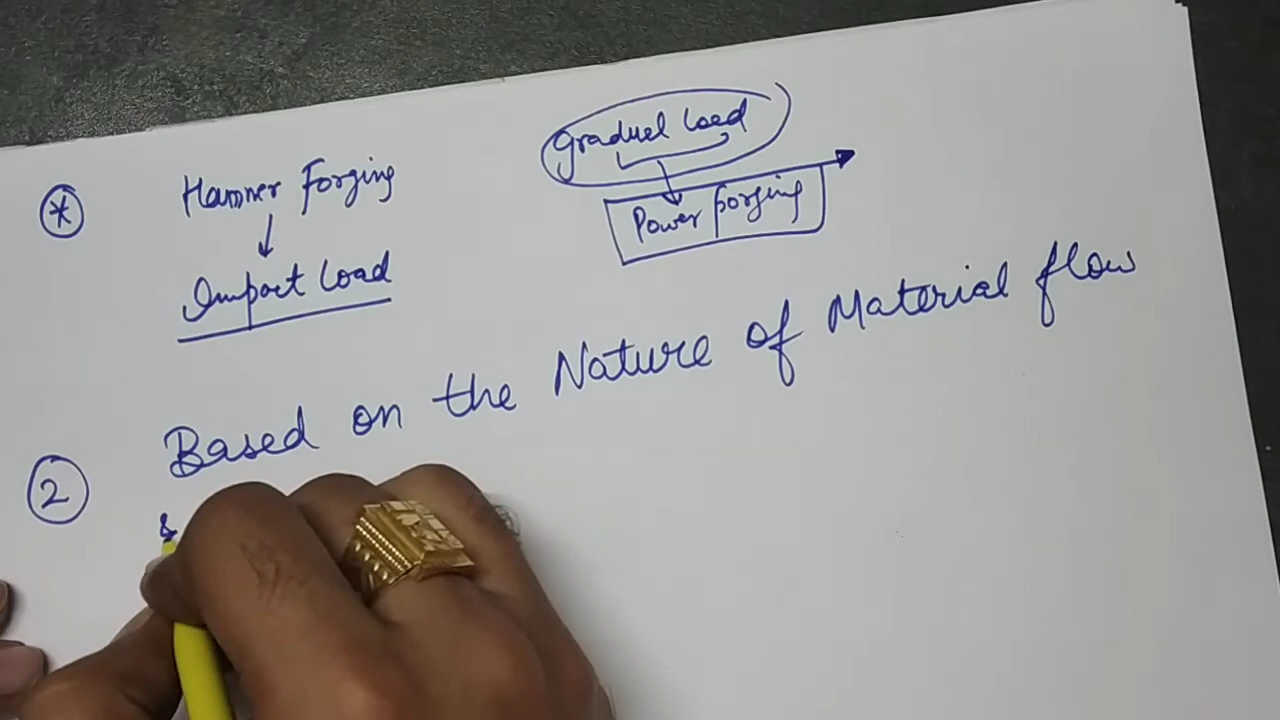 Gradual Load
* Hammer Forging
Power forging
Impact Load
2 Based on the Nature of Material flow
&